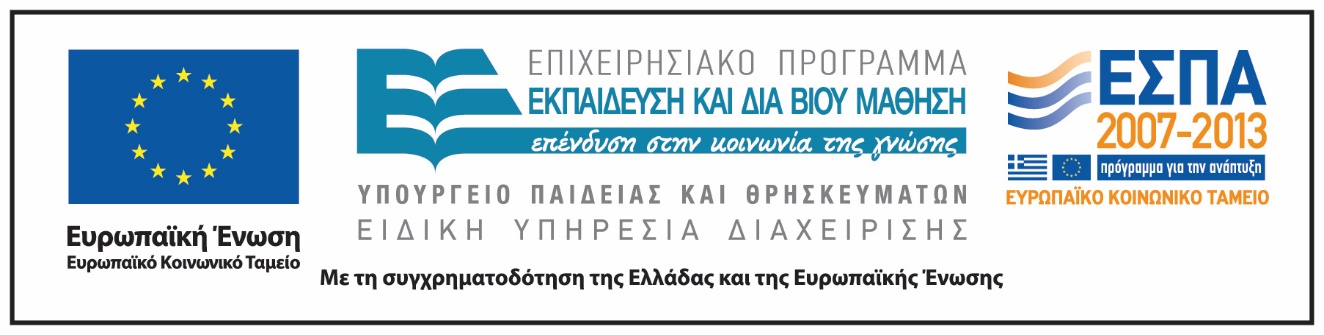 Ευρωπαϊκή Ένωση
Ευρωπαϊκό Κοινωνικό Ταμείο
ΕΠΙΧΕΙΡΗΣΙΑΚΟ ΠΡΟΓΡΑΜΜΑ
ΕΚΠΑΙΔΕΥΣΗ ΚΑΙ ΔΙΑ ΒΙΟΥ ΜΑΘΗΣΗ
επένδυση στην κοινωνία της γνώσης
ΥΠΟΥΡΓΕΙΟ ΠΑΙΔΕΙΑΣ ΚΑΙ ΘΡΗΣΚΕΥΜΑΤΩΝ
ΕΙΔΙΚΗ ΥΠΗΡΕΣΙΑ ΔΙΑΧΕΙΡΙΣΗΣ
ΕΣΠΑ
2007-2013
πρόγραμμα για την ανάπτυξη
ΕΥΡΩΠΑΪΚΟ ΚΟΙΝΩΝΙΚΟ ΤΑΜΕΙΟ
Με τη συγχρηματοδότηση της Ελλάδας και της Ευρωπαϊκής Ένωσης